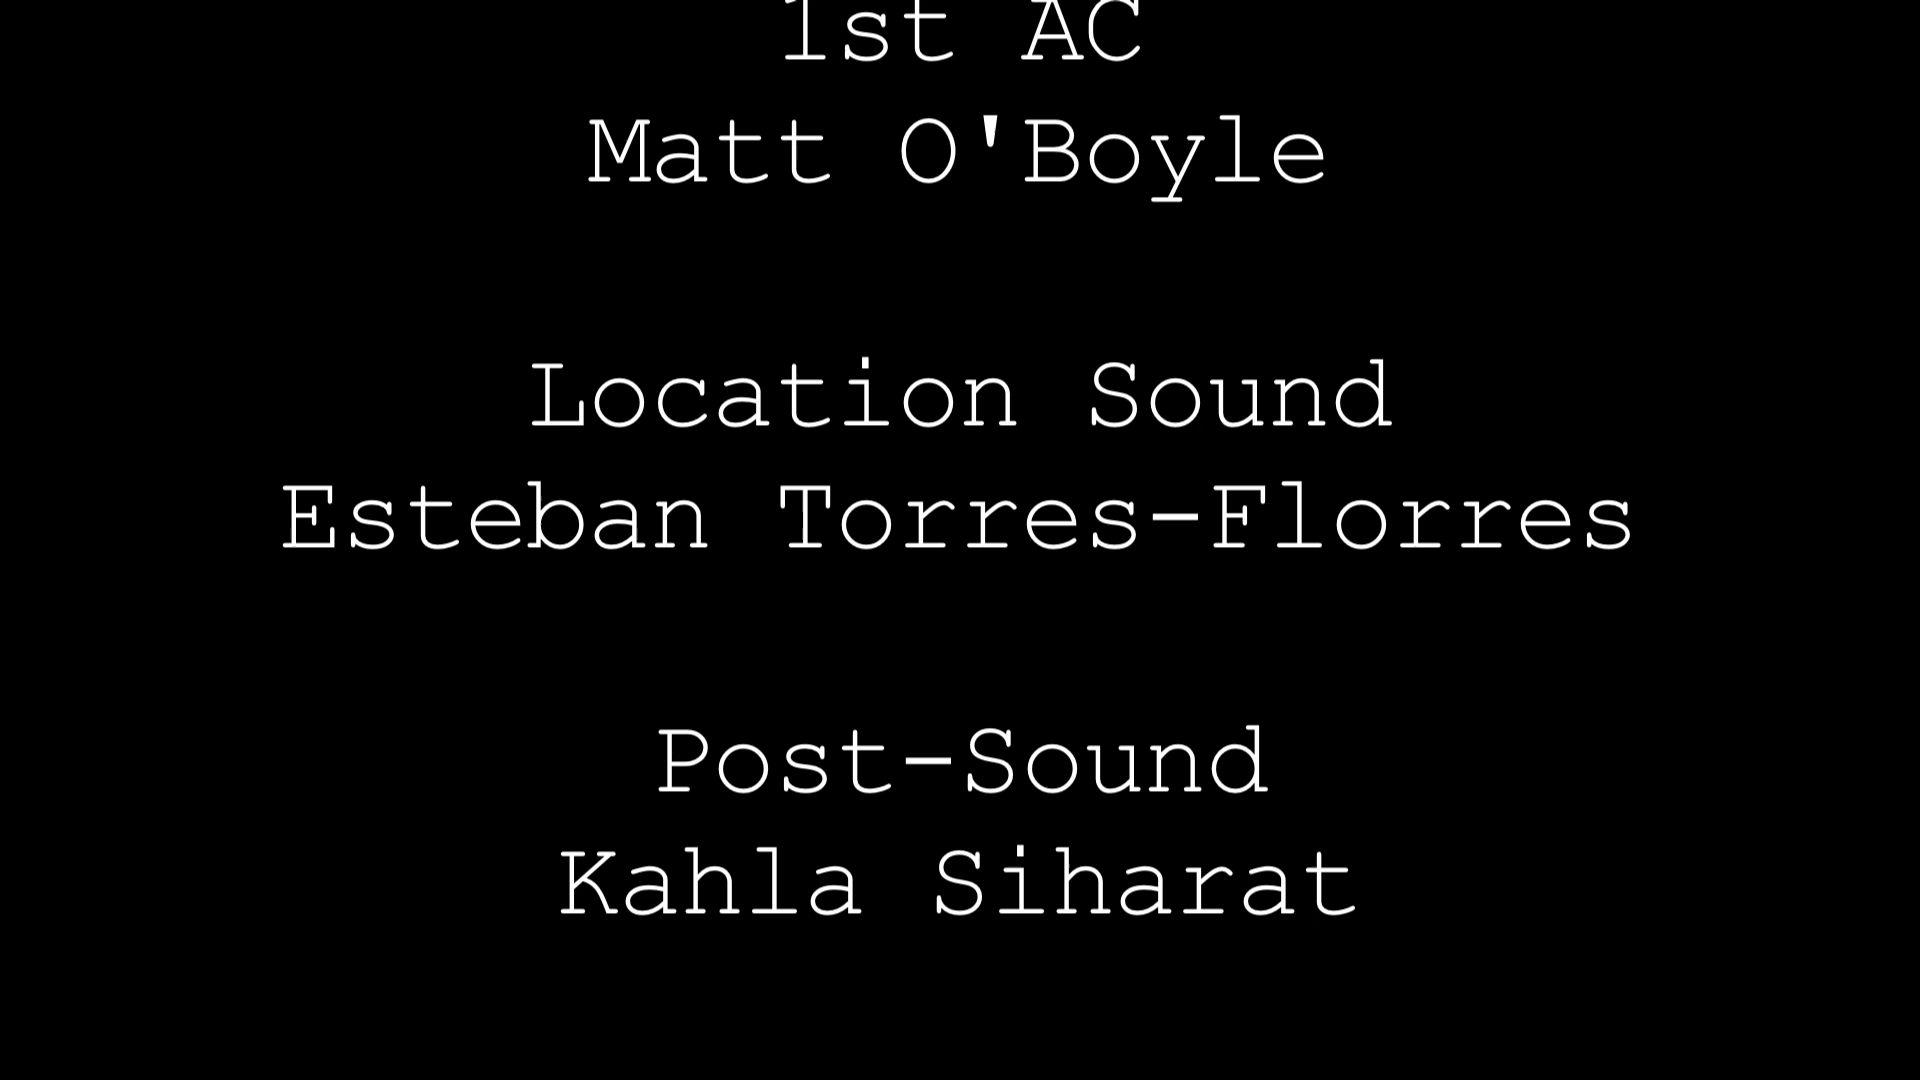 1st AC
Matt O'Boyle
Location Sound
Esteban Torres-Florres
Post-Sound
Kahla Siharat